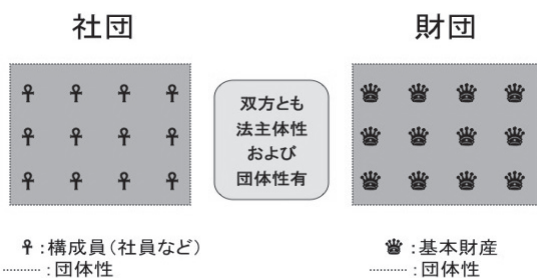 社団
財団
双方とも
法主体性
および
団体性有
:構成員(社員など)
:団体性
:基本財産
:団体性